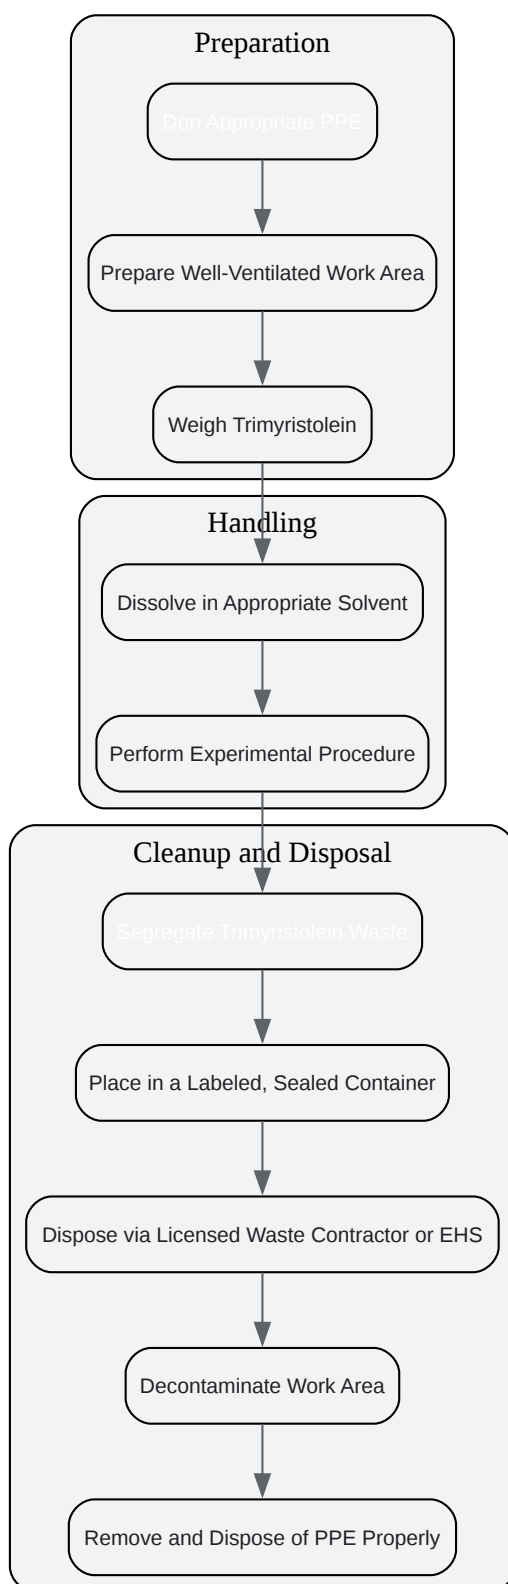 Preparation
Don Appropriate PPE
Prepare Well-Ventilated Work Area
Weigh Trimyristolein
Handling
Dissolve in Appropriate Solvent
Perform Experimental Procedure
Cleanup and Disposal
Segregate Trimyristolein Waste
Place in a Labeled, Sealed Container
Dispose via Licensed Waste Contractor or EHS
Decontaminate Work Area
Remove and Dispose of PPE Properly